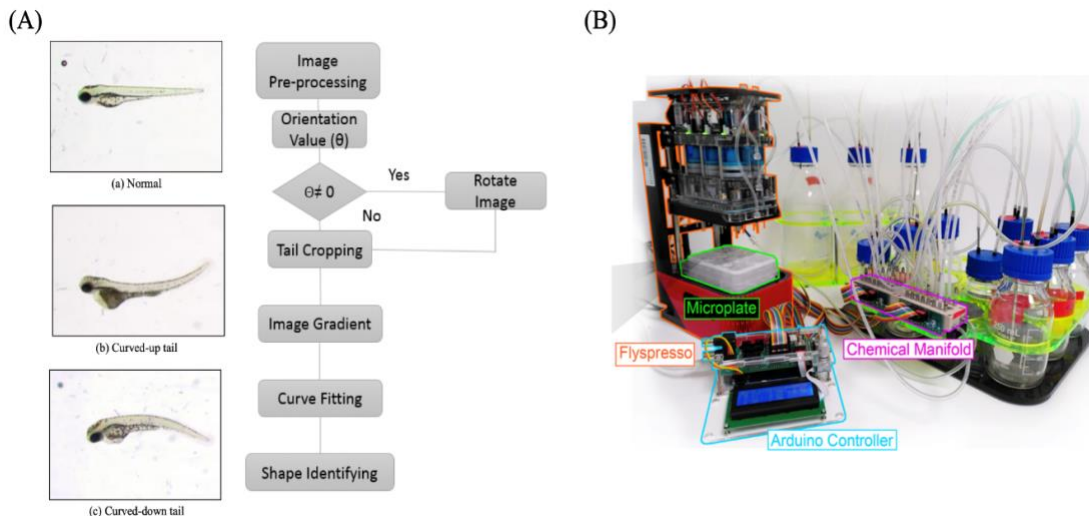 (A)
(a) Normal
(b) Curved-up tail
(c) Curved-down tail
Image
Pre-processing
Orientation
Value (θ)
Θ≠ 0
Yes
Rotate
Image
No
Tail Cropping
Image Gradient
Curve Fitting
Shape Identifying
(B)
Microplate
Flyspresso
Chemical Manifold
Arduino Controller